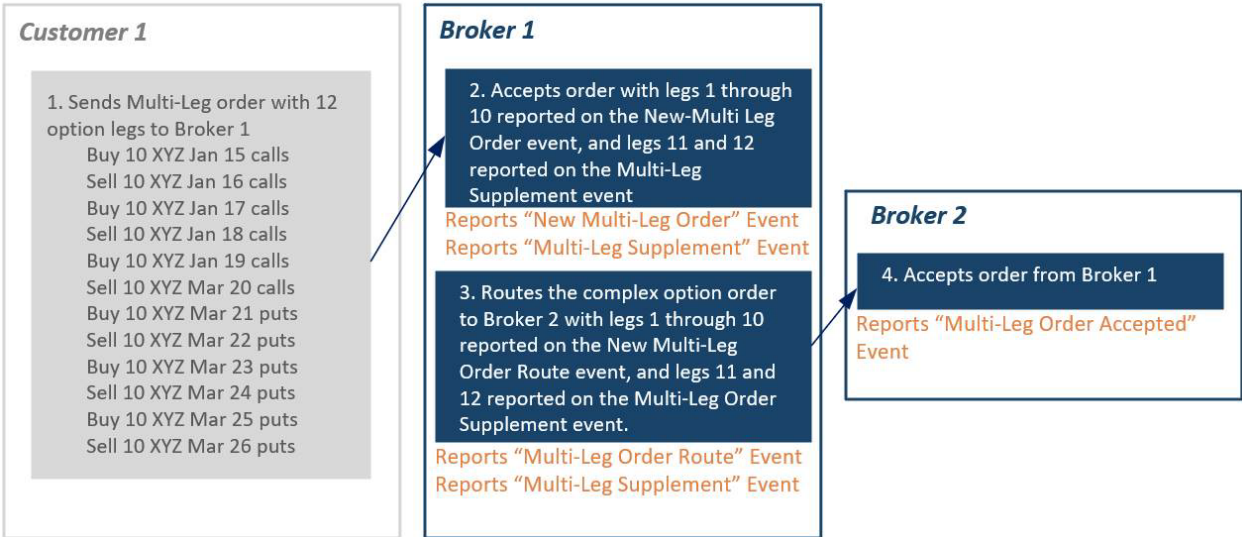 Customer 1
1. Sends Multi-Leg order with 12
option legs to Broker 1
Buy 10 XYZ Jan 15 calls
Sell 10 XYZ Jan 16 calls
Buy 10 XYZ Jan 17 calls
Sell 10 XYZ Jan 18 calls
Buy 10 XYZ Jan 19 calls
Sell 10 XYZ Mar 20 calls
Buy 10 XYZ Mar 21 puts
Sell 10 XYZ Mar 22 puts
Buy 10 XYZ Mar 23 puts
Sell 10 XYZ Mar 24 puts
Buy 10 XYZ Mar 25 puts
Sell 10 XYZ Mar 26 puts
Broker 1
2. Accepts order with legs 1 through
10 reported on the New-Multi Leg
Order event, and legs 11 and 12
reported on the Multi-Leg
Supplement event
Reports “New Multi-Leg Order” Event
Reports “Multi-Leg Supplement” Event
3. Routes the complex option order
to Broker 2 with legs 1 through 10
reported on the New Multi-Leg
Order Route event, and legs 11 and
12 reported on the Multi-Leg Order
Supplement event.
Reports “Multi-Leg Order Route” Event
Reports “Multi-Leg Supplement” Event
Broker 2
4. Accepts order from Broker 1
Reports “Multi-Leg Order Accepted”
Event